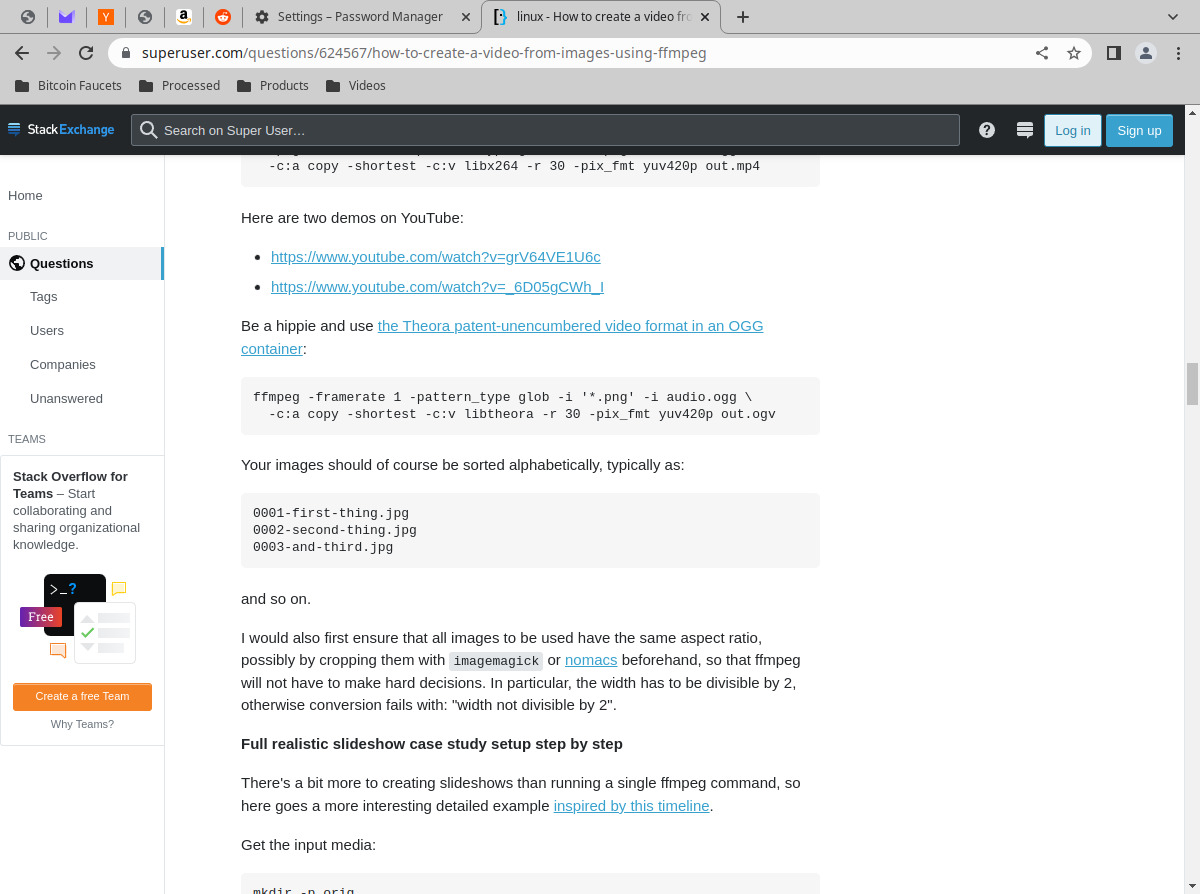 Settings – Password Manager
linux - How to create a video fro
superuser.com/questions/624567/how-to-create-a-video-from-images-using-ffmpeg
Bitcoin Faucets
Processed
Products
Videos
StackExchange
Search on Super User…
Log in
Sign up
Home
PUBLIC
Questions
Tags
Users
Companies
Unanswered
TEAMS
Stack Overflow for
Teams – Start
collaborating and
sharing organizational
knowledge.
>_?
Free
Create a free Team
Why Teams?
-c:a copy -shortest -c:v libx264 -r 30 -pix_fmt yuv420p out.mp4
Here are two demos on YouTube:
https://www.youtube.com/watch?v=grV64VE1U6c
https://www.youtube.com/watch?v=_6D05gCWh_I
Be a hippie and use the Theora patent-unencumbered video format in an OGG
container:
ffmpeg -framerate 1 -pattern_type glob -i '*.png' -i audio.ogg \
-c:a copy -shortest -c:v libtheora -r 30 -pix_fmt yuv420p out.ogv
Your images should of course be sorted alphabetically, typically as:
0001-first-thing.jpg
0002-second-thing.jpg
0003-and-third.jpg
and so on.
I would also first ensure that all images to be used have the same aspect ratio,
possibly by cropping them with imagemagick or nomacs beforehand, so that ffmpeg
will not have to make hard decisions. In particular, the width has to be divisible by 2,
otherwise conversion fails with: "width not divisible by 2".
Full realistic slideshow case study setup step by step
There's a bit more to creating slideshows than running a single ffmpeg command, so
here goes a more interesting detailed example inspired by this timeline.
Get the input media:
mkdir -p orig